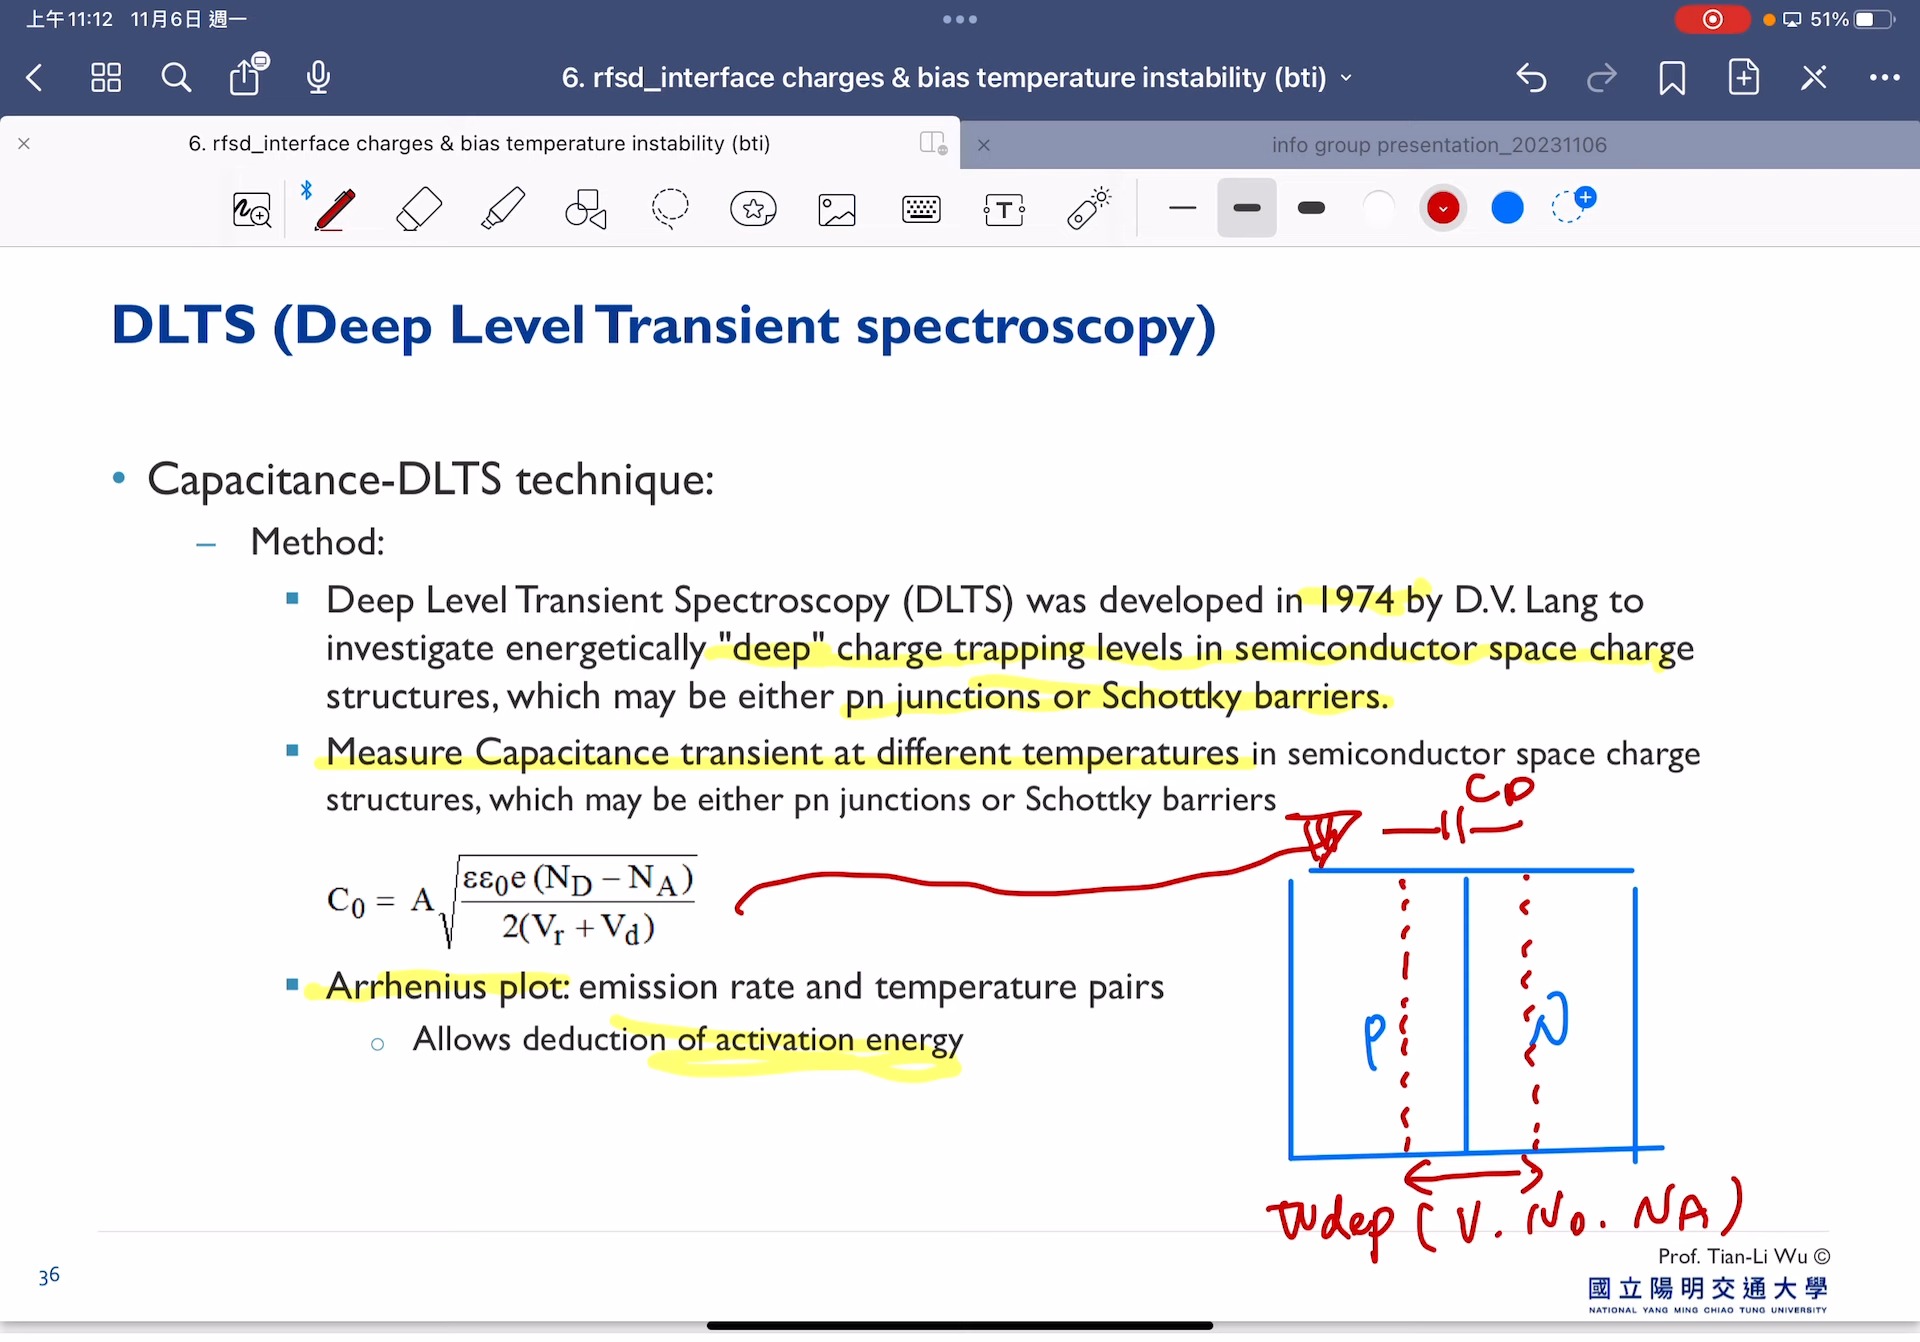 上午11:12 11月6日 週一
51%
6. rfsd_interface charges & bias temperature instability (bti)
6. rfsd_interface charges & bias temperature instability (bti)
info group presentation_20231106
DLTS (Deep Level Transient spectroscopy)
• Capacitance-DLTS technique:
– Method:
▪ Deep Level Transient Spectroscopy (DLTS) was developed in 1974 by D.V. Lang to
investigate energetically "deep" charge trapping levels in semiconductor space charge
structures, which may be either pn junctions or Schottky barriers.
▪ Measure Capacitance transient at different temperatures in semiconductor space charge
structures, which may be either pn junctions or Schottky barriers
CD
C₀ = A √(εε₀e (N_D − N_A) / 2(V_r + V_d))
▪ Arrhenius plot: emission rate and temperature pairs
○ Allows deduction of activation energy
P N
Wdep (V. ND. NA)
Prof. Tian-Li Wu ©
36
國立陽明交通大學
NATIONAL YANG MING CHIAO TUNG UNIVERSITY